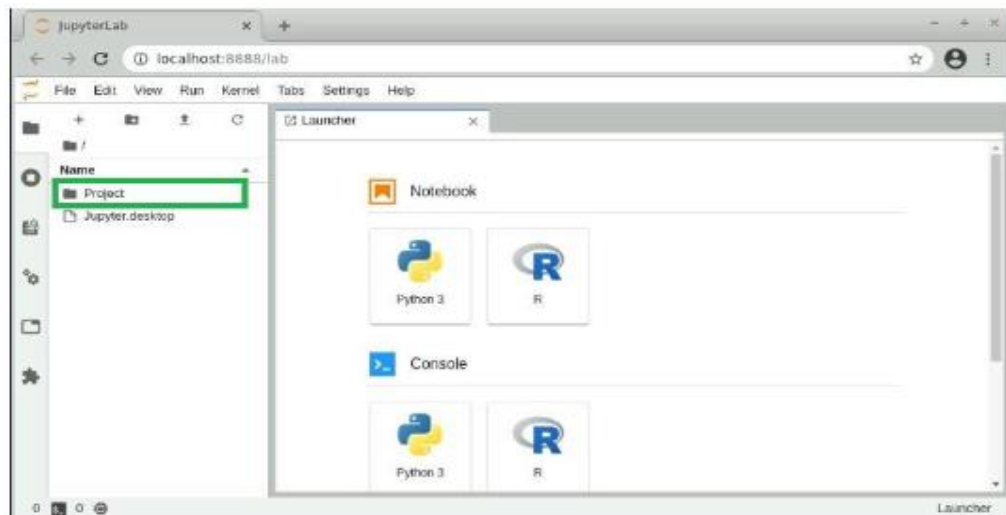 JupyterLab
localhost:8888/lab
File Edit View Run Kernel Tabs Settings Help
Launcher
/
Name
Project
Jupyter.desktop
Notebook
Python 3
R
Console
Python 3
R
0 0
Launcher